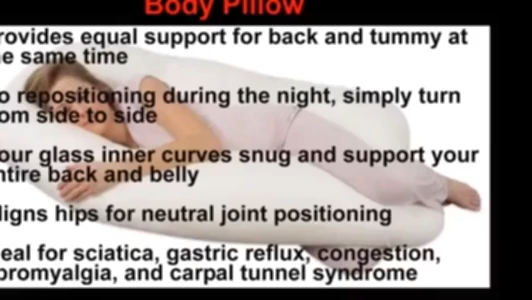 Body Pillow
rovides equal support for back and tummy at
e same time
o repositioning during the night, simply turn
om side to side
our glass inner curves snug and support your
ntire back and belly
ligns hips for neutral joint positioning
eal for sciatica, gastric reflux, congestion,
bromyalgia, and carpal tunnel syndrome